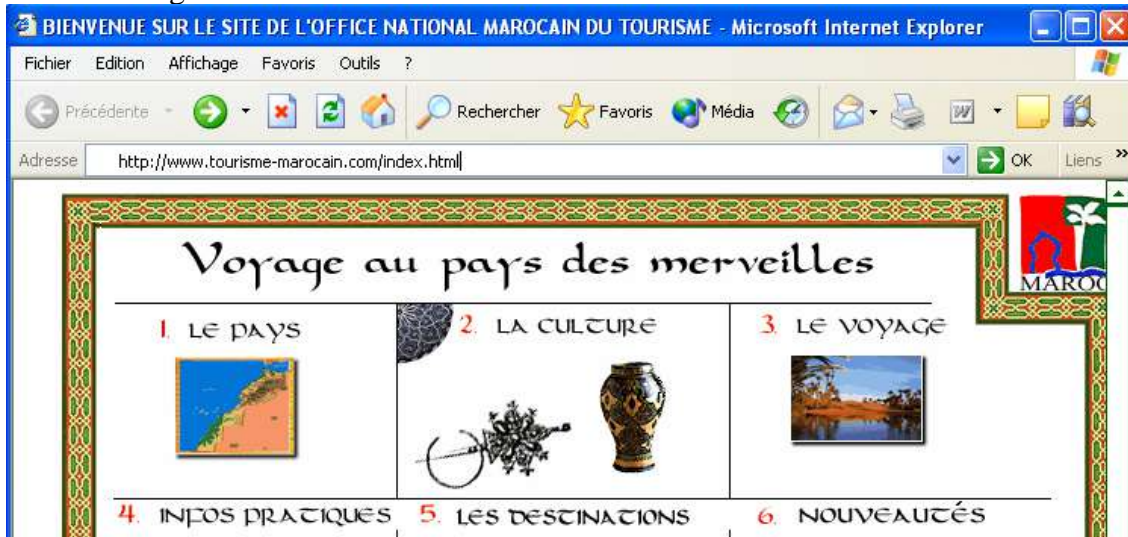 BIENVENUE SUR LE SITE DE L'OFFICE NATIONAL MAROCAIN DU TOURISME - Microsoft Internet Explorer
Fichier Edition Affichage Favoris Outils ?
Précédente Rechercher Favoris Média
Adresse http://www.tourisme-marocain.com/index.html OK Liens »
Voyage au pays des merveilles
MAROC
1. LE PAYS 2. LA CULTURE 3. LE VOYAGE
4. INFOS PRATIQUES 5. LES DESTINATIONS 6. NOUVEAUTÉS